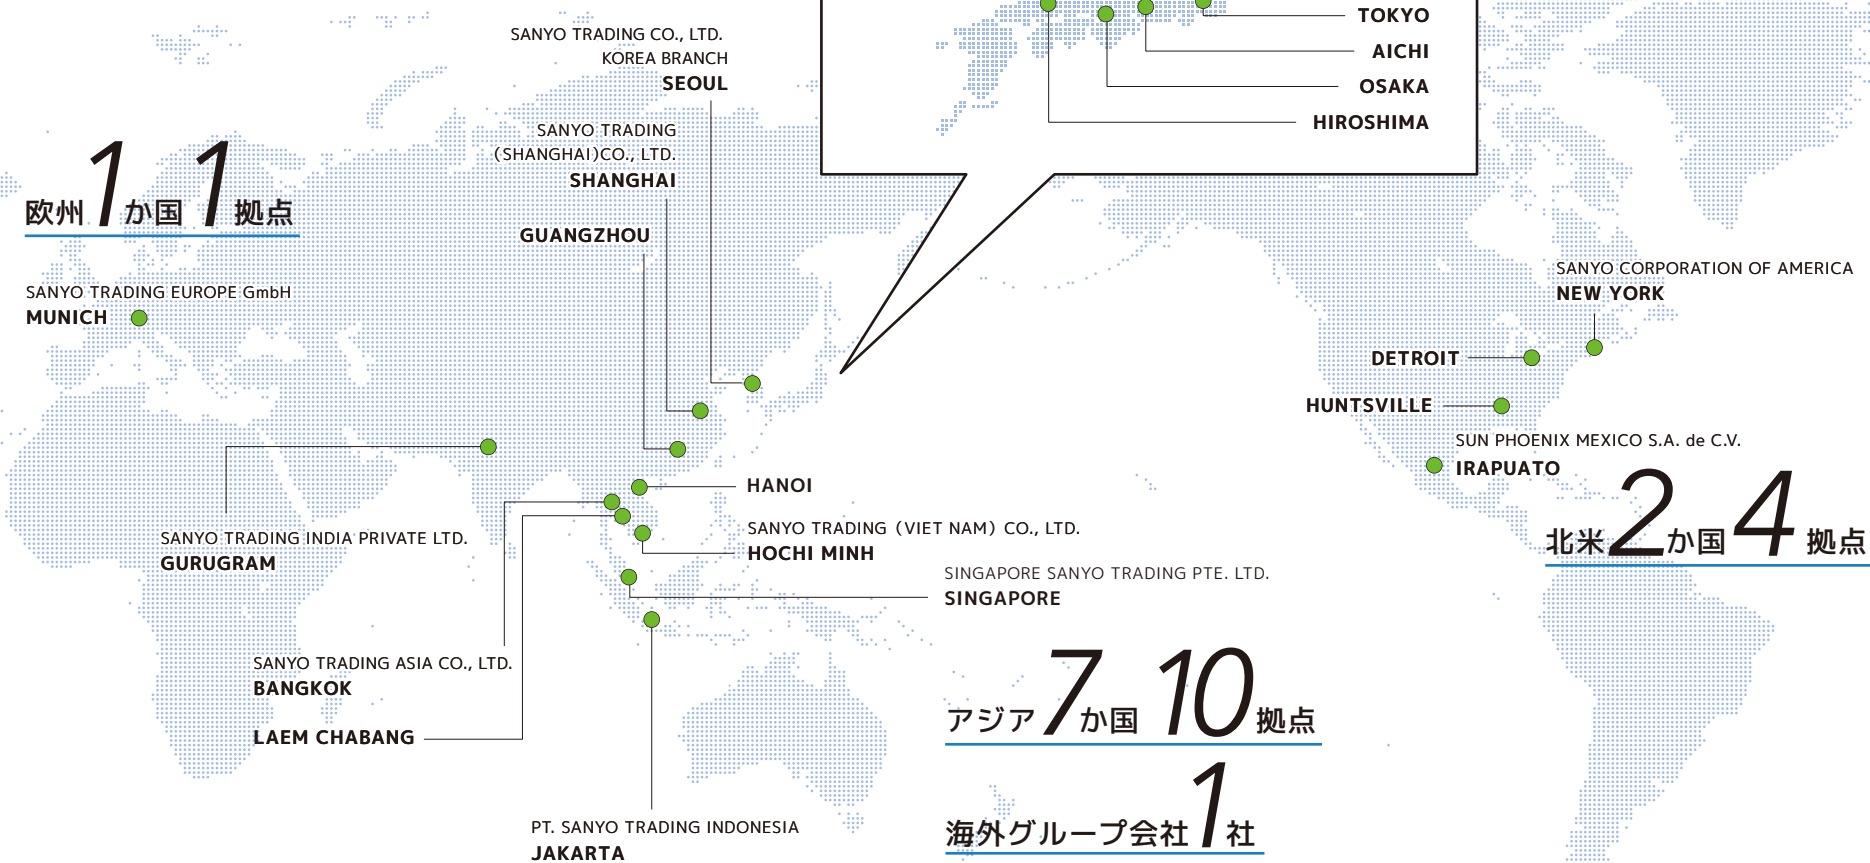 TOKYO
AICHI
OSAKA
HIROSHIMA
SANYO TRADING CO., LTD.
KOREA BRANCH
SEOUL
SANYO TRADING
(SHANGHAI)CO., LTD.
SHANGHAI
GUANGZHOU
欧州1か国1拠点
SANYO TRADING EUROPE GmbH
MUNICH
SANYO CORPORATION OF AMERICA
NEW YORK
DETROIT
HUNTSVILLE
SUN PHOENIX MEXICO S.A. de C.V.
IRAPUATO
北米2か国4拠点
HANOI
SANYO TRADING (VIET NAM) CO., LTD.
HOCHI MINH
SANYO TRADING INDIA PRIVATE LTD.
GURUGRAM
SINGAPORE SANYO TRADING PTE. LTD.
SINGAPORE
SANYO TRADING ASIA CO., LTD.
BANGKOK
LAEM CHABANG
アジア7か国10拠点
海外グループ会社1社
PT. SANYO TRADING INDONESIA
JAKARTA